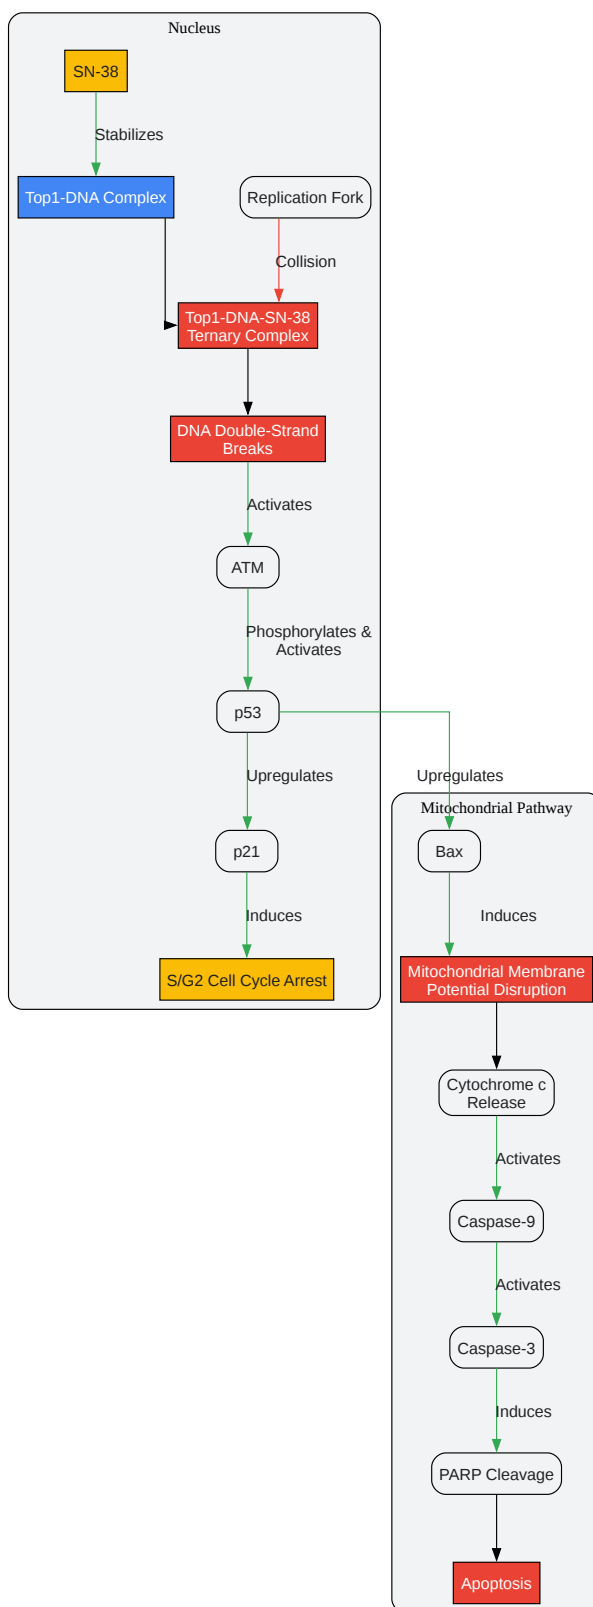 Nucleus
SN-38
Stabilizes
Top1-DNA Complex
Replication Fork
Collision
Top1-DNA-SN-38
Ternary Complex
DNA Double-Strand
Breaks
Activates
ATM
Phosphorylates &
Activates
p53
Upregulates
Upregulates
Mitochondrial Pathway
p21
Bax
Induces
Induces
S/G2 Cell Cycle Arrest
Mitochondrial Membrane
Potential Disruption
Cytochrome c
Release
Activates
Caspase-9
Activates
Caspase-3
Induces
PARP Cleavage
Apoptosis